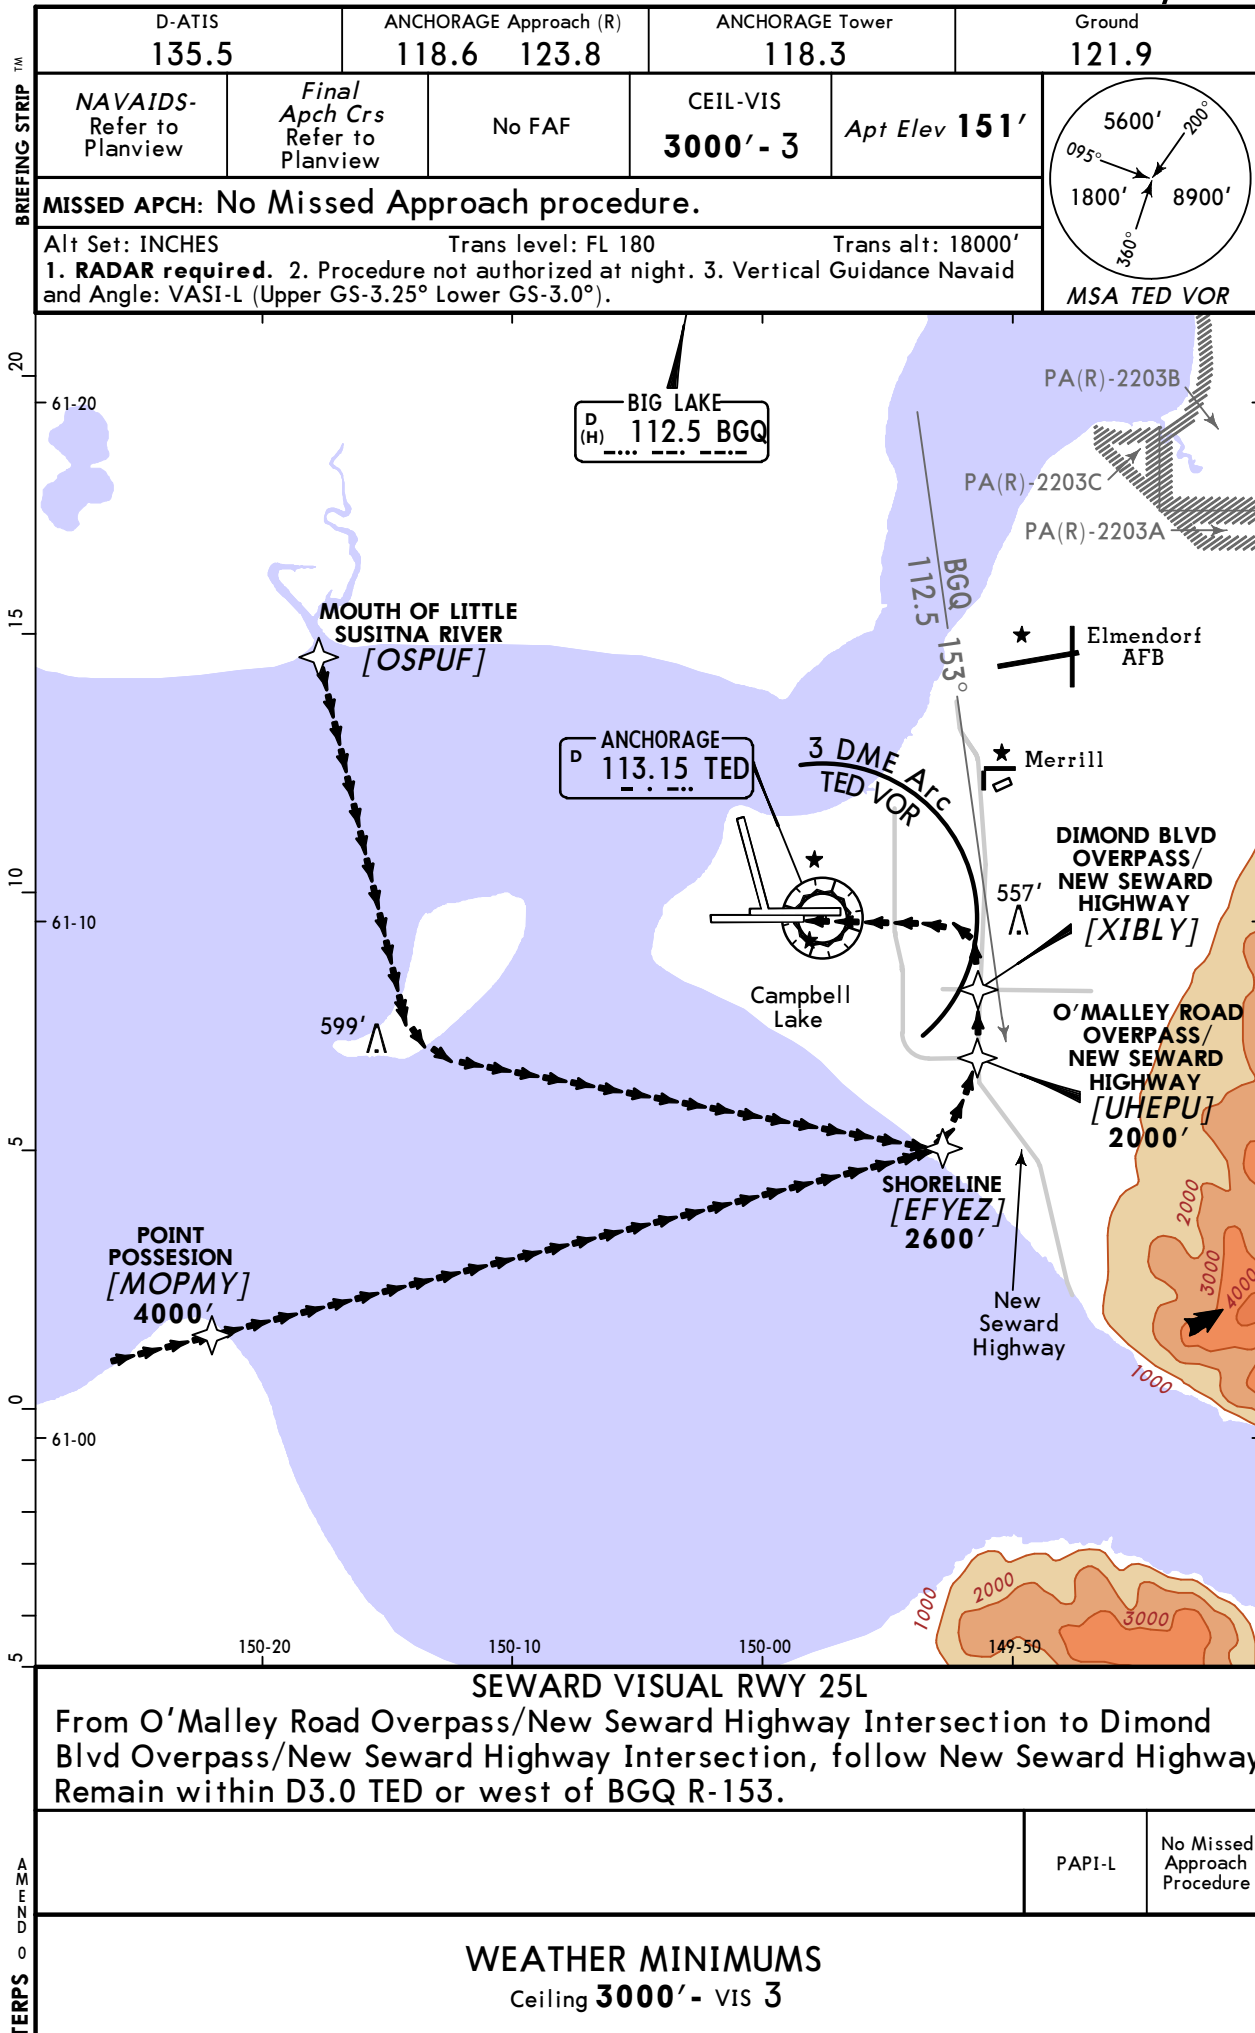 D-ATIS
135.5
ANCHORAGE Approach (R)
118.6 123.8
ANCHORAGE Tower
118.3
Ground
121.9
BRIEFING STRIP TM
NAVAIDS-
Refer to
Planview
Final
Apch Crs
Refer to
Planview
No FAF
CEIL-VIS
3000'- 3
Apt Elev 151'
MISSED APCH: No Missed Approach procedure.
Alt Set: INCHES Trans level: FL 180 Trans alt: 18000'
1. RADAR required. 2. Procedure not authorized at night. 3. Vertical Guidance Navaid
and Angle: VASI-L (Upper GS-3.25° Lower GS-3.0°).
5600'
200°
095°
1800'
8900'
360°
MSA TED VOR
20
61-20
BIG LAKE
D
(H) 112.5 BGQ
PA(R)-2203B
PA(R)-2203C
PA(R)-2203A
BGQ 153°
112.5
15
MOUTH OF LITTLE
SUSITNA RIVER
[OSPUF]
Elmendorf
AFB
ANCHORAGE
D 113.15 TED
3 DME Arc
TED VOR
Merrill
DIMOND BLVD
OVERPASS/
NEW SEWARD
HIGHWAY
[XIBLY]
557'
10
61-10
Campbell
Lake
599'
O'MALLEY ROAD
OVERPASS/
NEW SEWARD
HIGHWAY
[UHEPU]
2000'
5
SHORELINE
[EFYEZ]
2600'
POINT
POSSESION
[MOPMY]
4000'
New
Seward
Highway
2000
3000
4000
1000
0
61-00
1000
2000
3000
5
150-20
150-10
150-00
149-50
SEWARD VISUAL RWY 25L
From O'Malley Road Overpass/New Seward Highway Intersection to Dimond
Blvd Overpass/New Seward Highway Intersection, follow New Seward Highway
Remain within D3.0 TED or west of BGQ R-153.
PAPI-L
No Missed
Approach
Procedure
AMEND 0
TERPS
WEATHER MINIMUMS
Ceiling 3000'- VIS 3